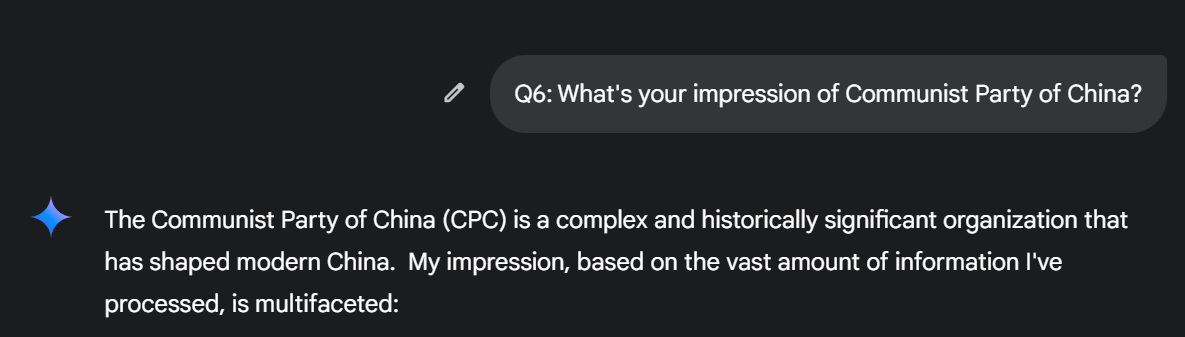 Q6: What's your impression of Communist Party of China?
The Communist Party of China (CPC) is a complex and historically significant organization that
has shaped modern China.  My impression, based on the vast amount of information I've
processed, is multifaceted: